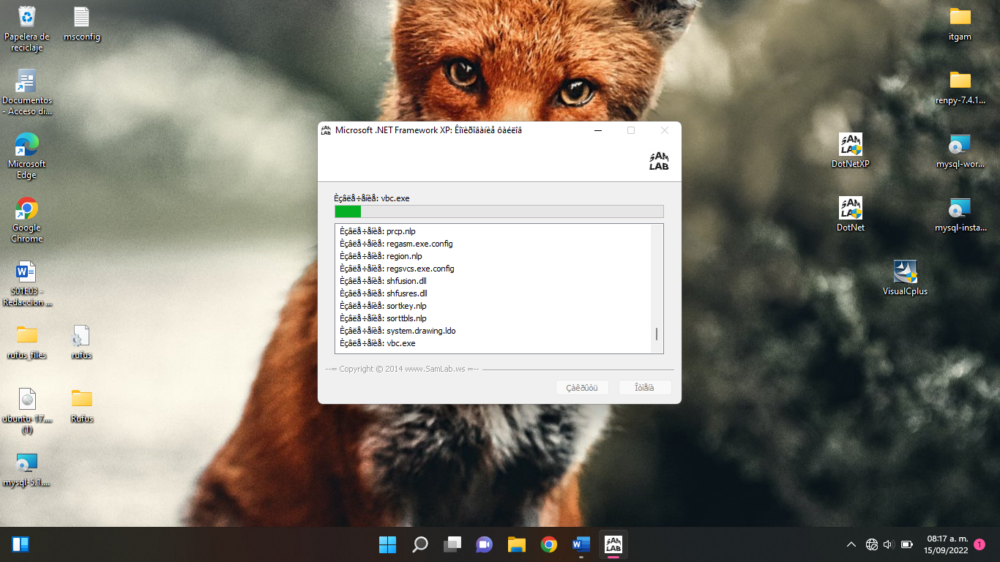 Papelera de
reciclaje
msconfig
Documentos
- Acceso di...
Microsoft
Edge
Google
Chrome
S01E03 -
Redaccion ...
rufus_files
rufus
ubuntu-17....
(1)
Rufus
mysql-5.1....
itgam
renpy-7.4.1...
DotNetXP
mysql-wor...
DotNet
mysql-insta...
VisualCplus
SAM
LAB
Microsoft .NET Framework XP: Êîïèðîâàíèå ôàéëîâ
SAM
LAB
Èçâëå÷åíèå: vbc.exe
Èçâëå÷åíèå: prcp.nlp
Èçâëå÷åíèå: regasm.exe.config
Èçâëå÷åíèå: region.nlp
Èçâëå÷åíèå: regsvcs.exe.config
Èçâëå÷åíèå: shfusion.dll
Èçâëå÷åíèå: shfusres.dll
Èçâëå÷åíèå: sortkey.nlp
Èçâëå÷åíèå: sorttbls.nlp
Èçâëå÷åíèå: system.drawing.ldo
Èçâëå÷åíèå: vbc.exe
--= Copyright © 2014 www.SamLab.ws =--
Çàêðûòü
Îòìåíà
SAM
LAB
08:17 a. m.
15/09/2022
1